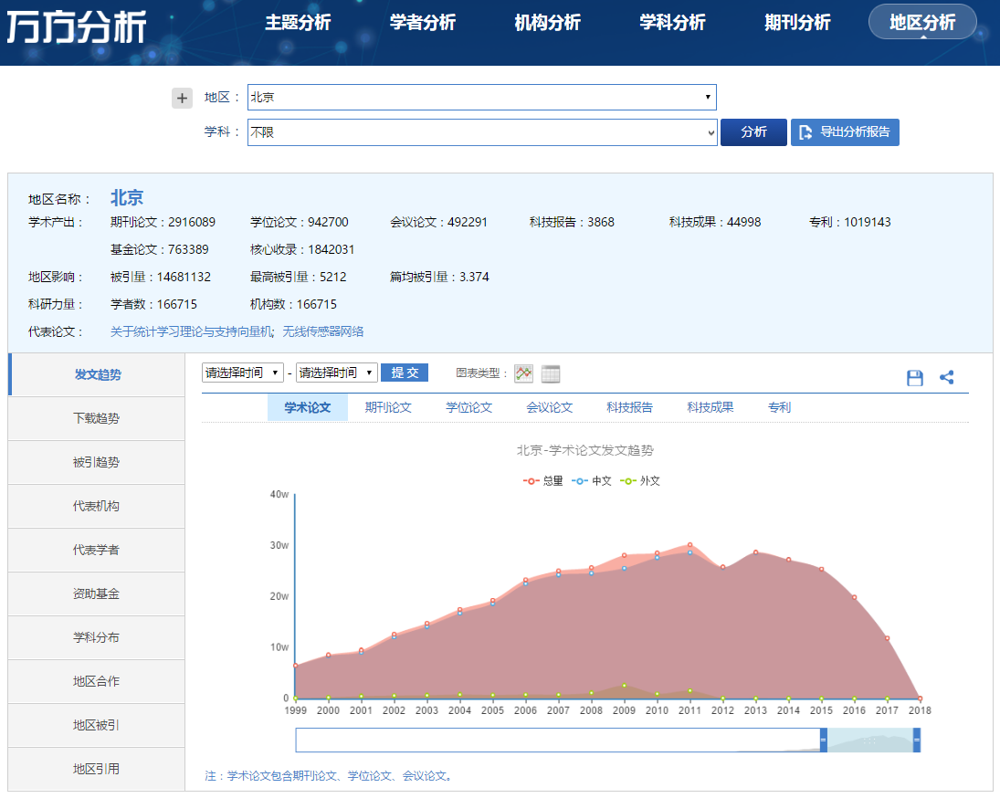 万方分析 主题分析 学者分析 机构分析 学科分析 期刊分析 地区分析
+ 地区： 北京
学科： 不限 分析 导出分析报告
地区名称： 北京
学术产出： 期刊论文：2916089 学位论文：942700 会议论文：492291 科技报告：3868 科技成果：44998 专利：1019143
基金论文：763389 核心收录：1842031
地区影响： 被引量：14681132 最高被引量：5212 篇均被引量：3.374
科研力量： 学者数：166715 机构数：166715
代表论文： 关于统计学习理论与支持向量机; 无线传感器网络
发文趋势
下载趋势
被引趋势
代表机构
代表学者
资助基金
学科分布
地区合作
地区被引
地区引用
请选择时间 - 请选择时间 提交 图表类型：
学术论文 期刊论文 学位论文 会议论文 科技报告 科技成果 专利
北京-学术论文发文趋势
总量 中文 外文
40w
30w
20w
10w
0
1999 2000 2001 2002 2003 2004 2005 2006 2007 2008 2009 2010 2011 2012 2013 2014 2015 2016 2017 2018
注：学术论文包含期刊论文、学位论文、会议论文。